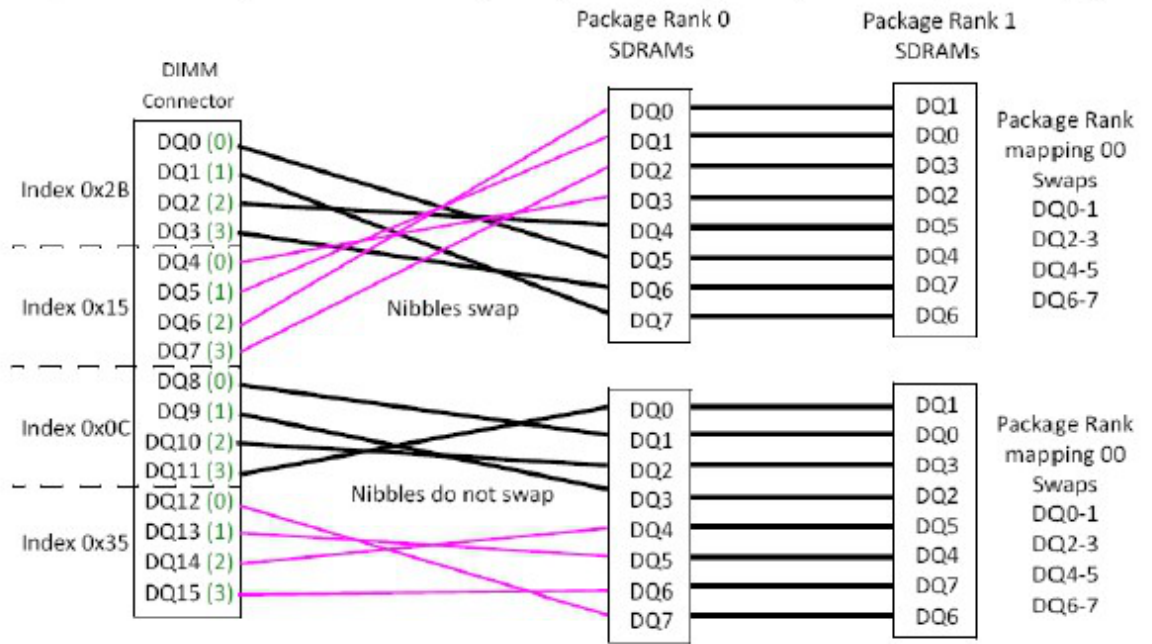 Package Rank 0
SDRAMs
Package Rank 1
SDRAMs
DIMM
Connector
Index 0x2B
DQ0 (0)
DQ1 (1)
DQ2 (2)
DQ3 (3)
Index 0x15
DQ4 (0)
DQ5 (1)
DQ6 (2)
DQ7 (3)
Index 0x0C
DQ8 (0)
DQ9 (1)
DQ10 (2)
DQ11 (3)
Index 0x35
DQ12 (0)
DQ13 (1)
DQ14 (2)
DQ15 (3)
Nibbles swap
Nibbles do not swap
DQ0
DQ1
DQ2
DQ3
DQ4
DQ5
DQ6
DQ7
DQ1
DQ0
DQ3
DQ2
DQ5
DQ4
DQ7
DQ6
Package Rank
mapping 00
Swaps
DQ0-1
DQ2-3
DQ4-5
DQ6-7
DQ0
DQ1
DQ2
DQ3
DQ4
DQ5
DQ6
DQ7
DQ1
DQ0
DQ3
DQ2
DQ5
DQ4
DQ7
DQ6
Package Rank
mapping 00
Swaps
DQ0-1
DQ2-3
DQ4-5
DQ6-7